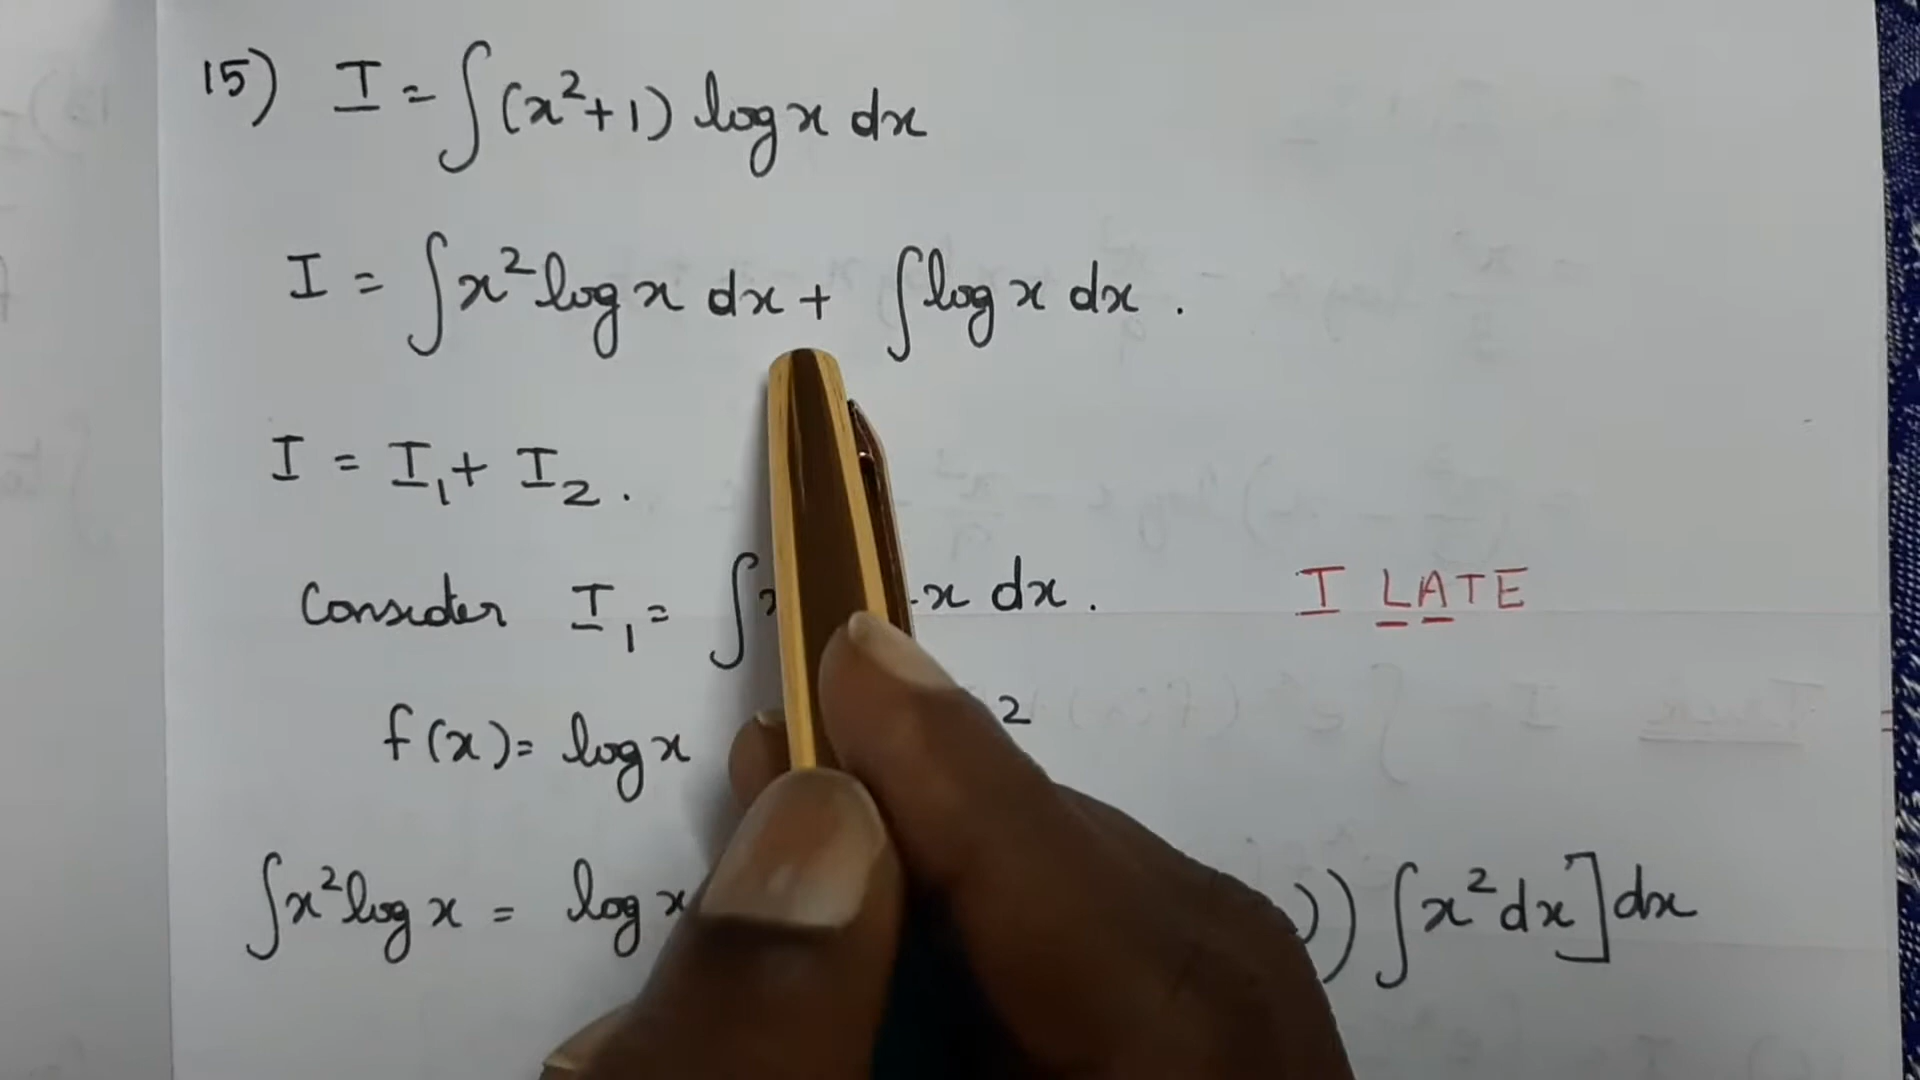 15) I = ∫(x²+1) log x dx
I = ∫x² log x dx + ∫log x dx .
I = I₁ + I₂ .
Consider I₁ = ∫ x dx .
I LATE
f(x) = log x 2
∫x² log x = log x )) ∫x² dx] dx